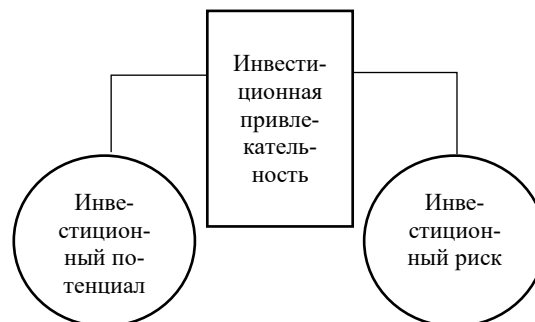 Инвести-
ционная
привле-
катель-
ность
Инве-
стицион-
ный по-
тенциал
Инве-
стицион-
ный риск